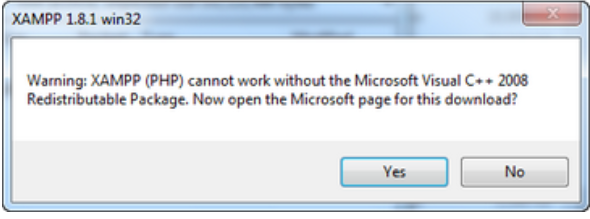 XAMPP 1.8.1 win32
Warning: XAMPP (PHP) cannot work without the Microsoft Visual C++ 2008
Redistributable Package. Now open the Microsoft page for this download?
Yes
No